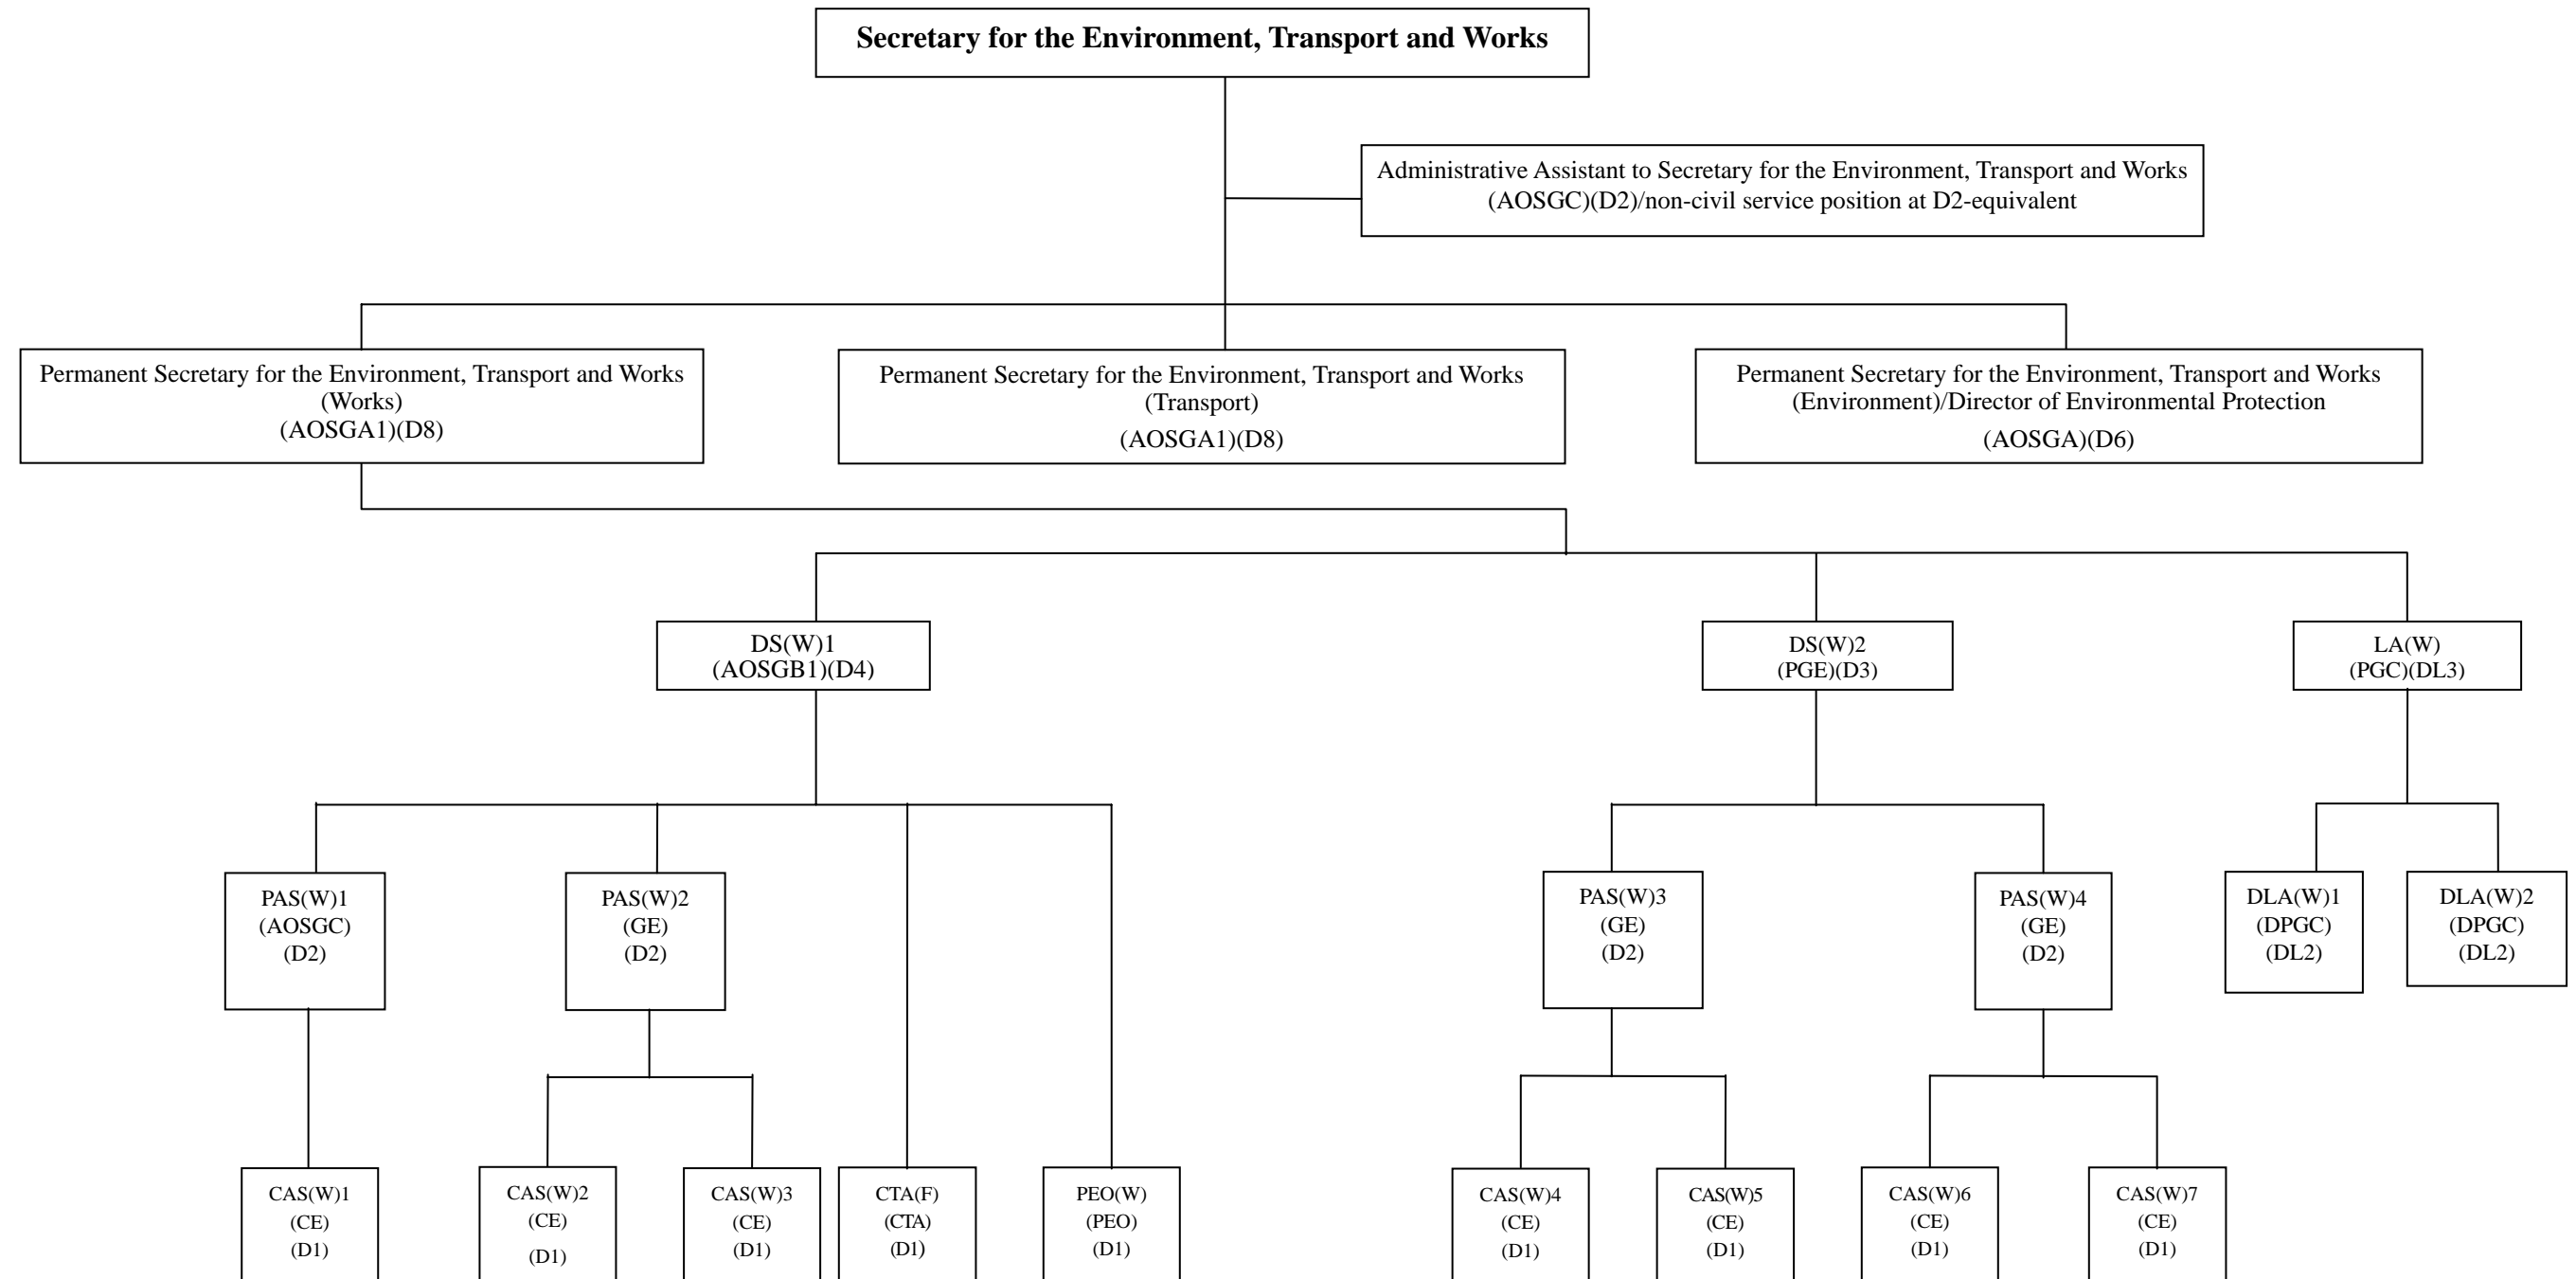 Secretary for the Environment, Transport and Works
Administrative Assistant to Secretary for the Environment, Transport and Works
(AOSGC)(D2)/non-civil service position at D2-equivalent
Permanent Secretary for the Environment, Transport and Works
(Works)
(AOSGA1)(D8)
Permanent Secretary for the Environment, Transport and Works
(Transport)
(AOSGA1)(D8)
Permanent Secretary for the Environment, Transport and Works
(Environment)/Director of Environmental Protection
(AOSGA)(D6)
DS(W)1
(AOSGB1)(D4)
DS(W)2
(PGE)(D3)
LA(W)
(PGC)(DL3)
PAS(W)1
(AOSGC)
(D2)
PAS(W)2
(GE)
(D2)
PAS(W)3
(GE)
(D2)
PAS(W)4
(GE)
(D2)
DLA(W)1
(DPGC)
(DL2)
DLA(W)2
(DPGC)
(DL2)
CAS(W)1
(CE)
(D1)
CAS(W)2
(CE)
(D1)
CAS(W)3
(CE)
(D1)
CTA(F)
(CTA)
(D1)
PEO(W)
(PEO)
(D1)
CAS(W)4
(CE)
(D1)
CAS(W)5
(CE)
(D1)
CAS(W)6
(CE)
(D1)
CAS(W)7
(CE)
(D1)